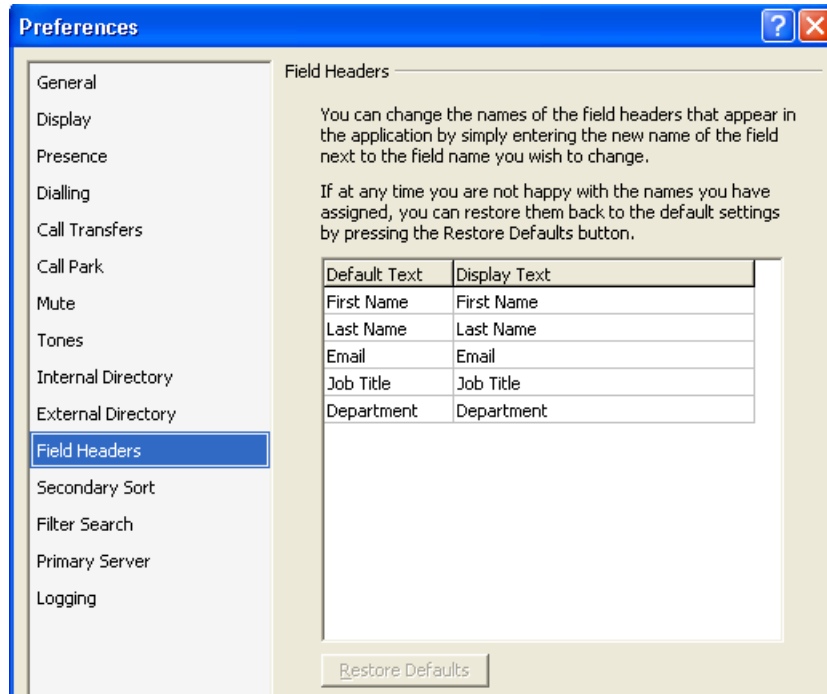 Preferences
General
Display
Presence
Dialling
Call Transfers
Call Park
Mute
Tones
Internal Directory
External Directory
Field Headers
Secondary Sort
Filter Search
Primary Server
Logging
Field Headers
You can change the names of the field headers that appear in
the application by simply entering the new name of the field
next to the field name you wish to change.
If at any time you are not happy with the names you have
assigned, you can restore them back to the default settings
by pressing the Restore Defaults button.
Default Text Display Text
First Name First Name
Last Name Last Name
Email Email
Job Title Job Title
Department Department
Restore Defaults